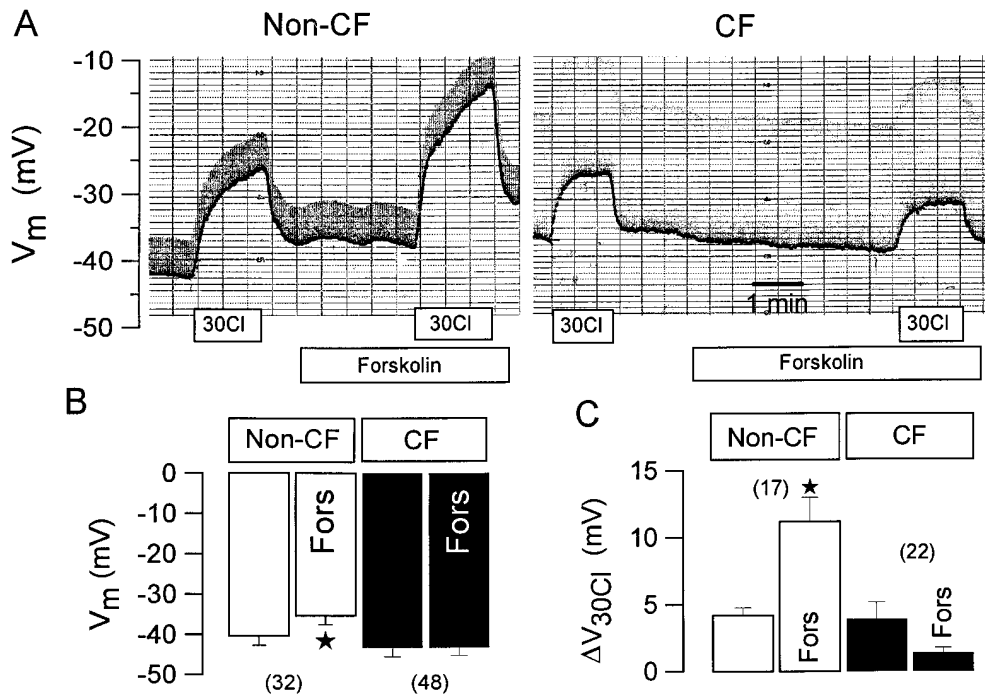 A
Non-CF
CF
-10
-20
-30
-40
-50
Vm (mV)
1 min
30Cl
30Cl
30Cl
30Cl
Forskolin
Forskolin
B
Non-CF
CF
0
-10
-20
-30
-40
-50
Vm (mV)
Fors
Fors
★
(32)
(48)
C
Non-CF
CF
15
10
5
0
ΔV30Cl (mV)
(17) ★
(22)
Fors
Fors